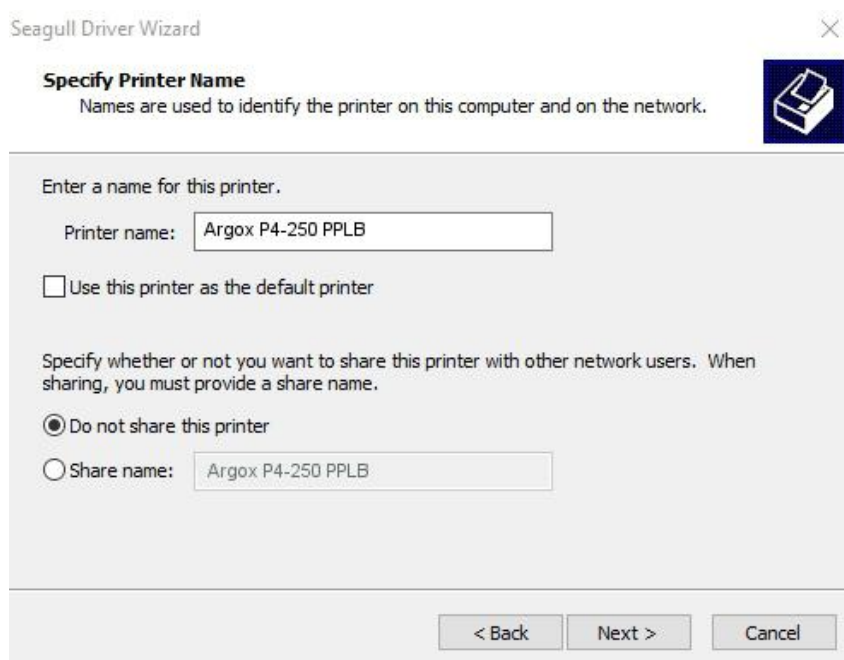 Seagull Driver Wizard
Specify Printer Name
Names are used to identify the printer on this computer and on the network.
Enter a name for this printer.
Printer name: Argox P4-250 PPLB
Use this printer as the default printer
Specify whether or not you want to share this printer with other network users. When
sharing, you must provide a share name.
Do not share this printer
Share name: Argox P4-250 PPLB
< Back Next > Cancel